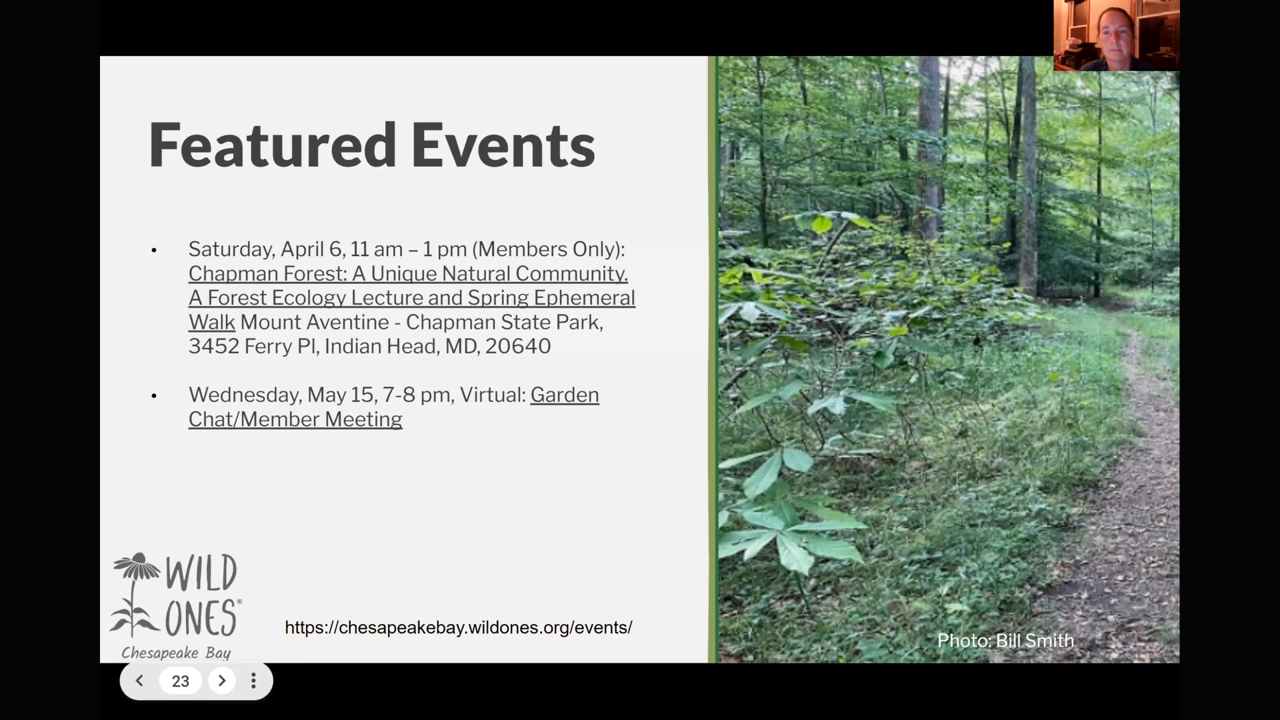 Featured Events
• Saturday, April 6, 11 am – 1 pm (Members Only):
Chapman Forest: A Unique Natural Community.
A Forest Ecology Lecture and Spring Ephemeral
Walk Mount Aventine - Chapman State Park,
3452 Ferry Pl, Indian Head, MD, 20640
• Wednesday, May 15, 7-8 pm, Virtual: Garden
Chat/Member Meeting
WILD
ONES®
Chesapeake Bay
https://chesapeakebay.wildones.org/events/
Photo: Bill Smith
23